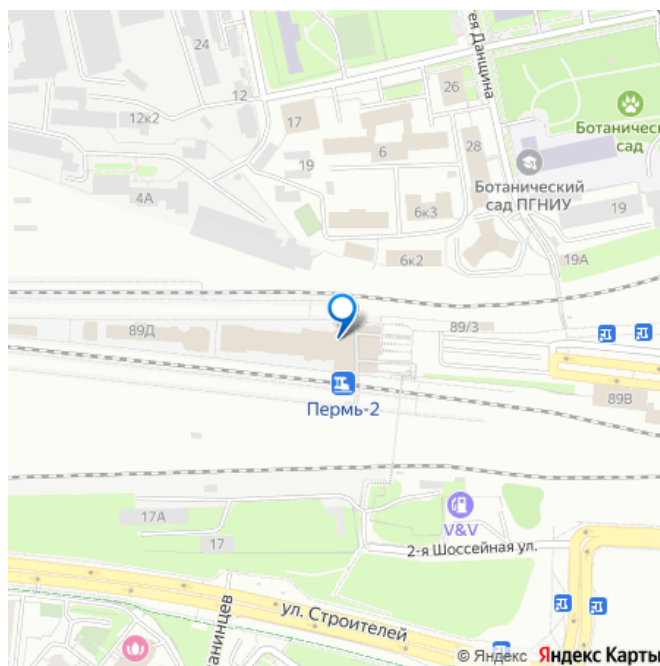 24
12
12к2
17
19
6
26
28
ея Данщина
Ботаническ
сад
Ботанический
сад ПГНИУ
4А
6к3
6к2
19
19А
89Д
89/3
89В
Пермь-2
17А
17
V&V
2-я Шоссейная ул.
ул. Строителей
анинцев
© Яндекс Яндекс Карты